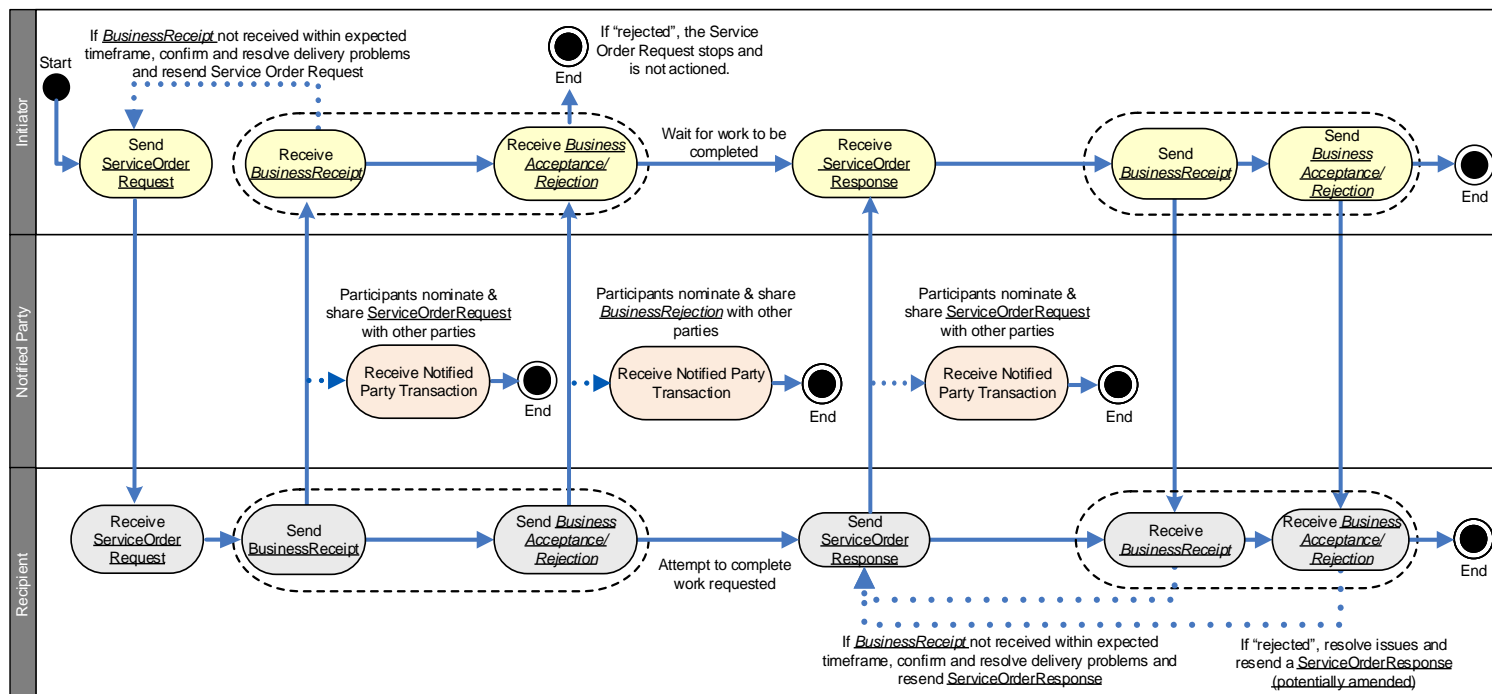 Initiator
Start
If BusinessReceipt not received within expected
timeframe, confirm and resolve delivery problems
and resend Service Order Request
End
If “rejected”, the Service
Order Request stops and
is not actioned.
Send
ServiceOrder
Request
Receive
BusinessReceipt
Receive Business
Acceptance/
Rejection
Wait for work to be
completed
Receive
ServiceOrder
Response
Send
BusinessReceipt
Send
Business
Acceptance/
Rejection
End
Notified Party
Participants nominate &
share ServiceOrderRequest
with other parties
Receive Notified
Party Transaction
End
Participants nominate & share
BusinessRejection with other
parties
Receive Notified Party
Transaction
End
Participants nominate &
share ServiceOrderRequest
with other parties
Receive Notified
Party Transaction
End
Recipient
Receive
ServiceOrder
Request
Send
BusinessReceipt
Send Business
Acceptance/
Rejection
Attempt to complete
work requested
Send
ServiceOrder
Response
Receive
BusinessReceipt
Receive Business
Acceptance/
Rejection
End
If BusinessReceipt not received within expected
timeframe, confirm and resolve delivery problems and
resend ServiceOrderResponse
If “rejected”, resolve issues and
resend a ServiceOrderResponse
(potentially amended)